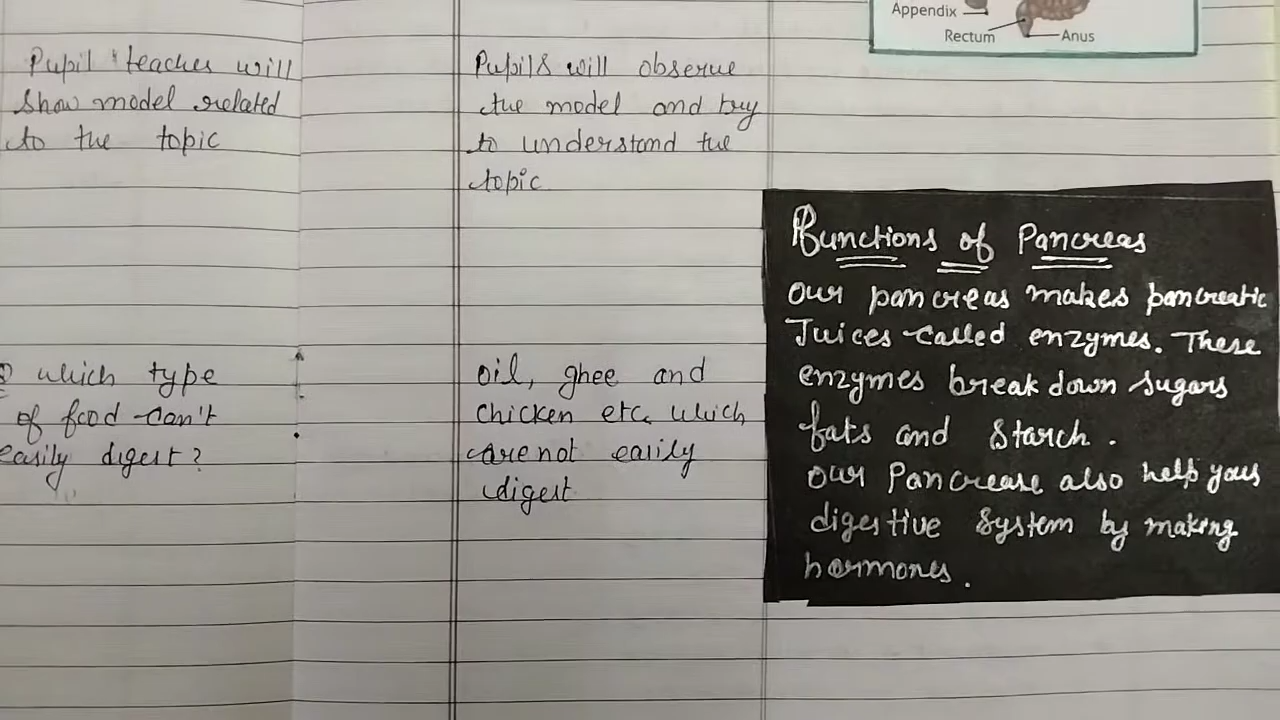 Appendix
Rectum
Anus
Pupil teacher will
show model related
to the topic
Pupils will observe
the model and try
to understand the
topic
which type
of food can't
easily digest?
oil, ghee and
chicken etc. which
are not easily
digest
Functions of Pancreas
Our pancreas makes pancreatic
Juices called enzymes. These
enzymes break down sugars
fats and starch.
Our Pancrease also help your
digestive system by making
hormones.